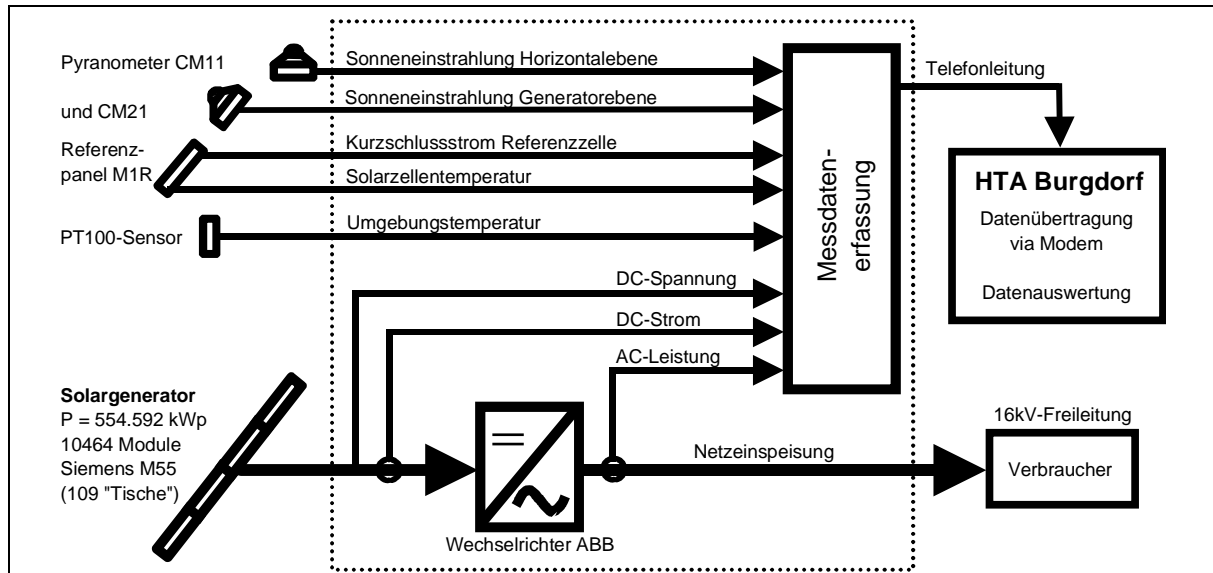 Pyranometer CM11
und CM21
Referenz-
panel M1R
PT100-Sensor
Sonneneinstrahlung Horizontalebene
Sonneneinstrahlung Generatorebene
Kurzschlussstrom Referenzzelle
Solarzellentemperatur
Umgebungstemperatur
DC-Spannung
DC-Strom
AC-Leistung
Messdaten-
erfassung
Telefonleitung
HTA Burgdorf
Datenübertragung
via Modem
Datenauswertung
Solargenerator
P = 554.592 kWp
10464 Module
Siemens M55
(109 "Tische")
Wechselrichter ABB
Netzeinspeisung
16kV-Freileitung
Verbraucher